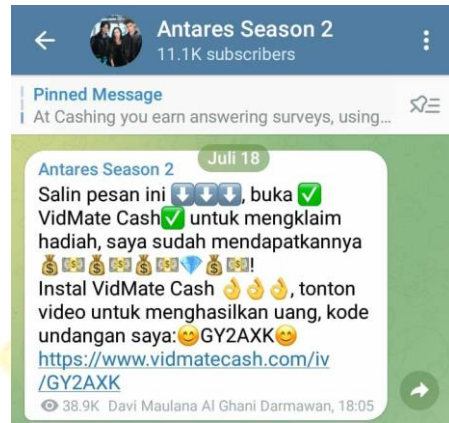 Antares Season 2
11.1K subscribers
Pinned Message
At Cashing you earn answering surveys, using...
Juli 18
Antares Season 2
Salin pesan ini ⬇️⬇️⬇️, buka ✅
VidMate Cash✅ untuk mengklaim
hadiah, saya sudah mendapatkannya
💰💵💰💵💰💵💎💰💵!
Instal VidMate Cash 👌👌👌, tonton
video untuk menghasilkan uang, kode
undangan saya:😊GY2AXK😊
https://www.vidmatecash.com/iv
/GY2AXK
38.9K Davi Maulana Al Ghani Darmawan, 18:05